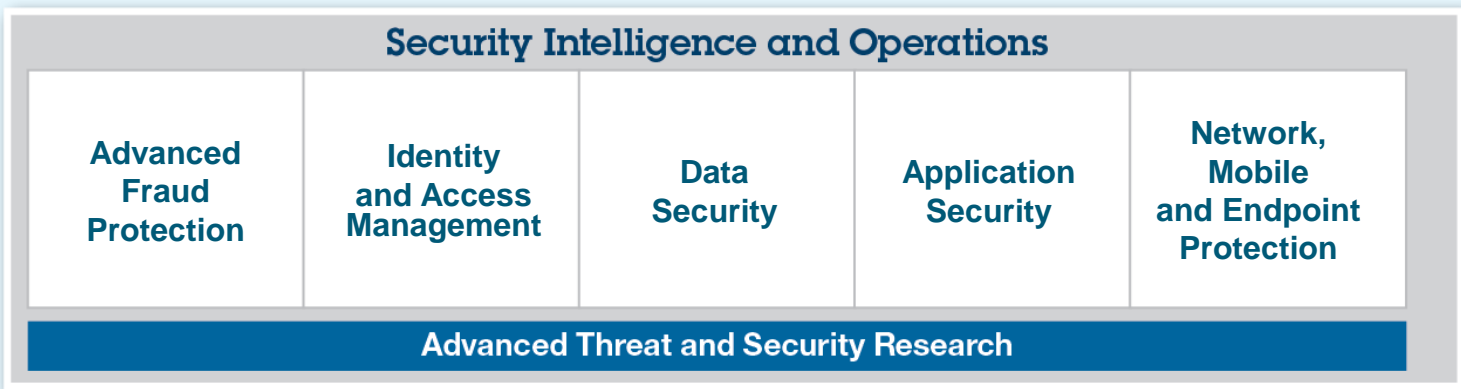 Security Intelligence and Operations
Advanced
Fraud
Protection
Identity
and Access
Management
Data
Security
Application
Security
Network,
Mobile
and Endpoint
Protection
Advanced Threat and Security Research